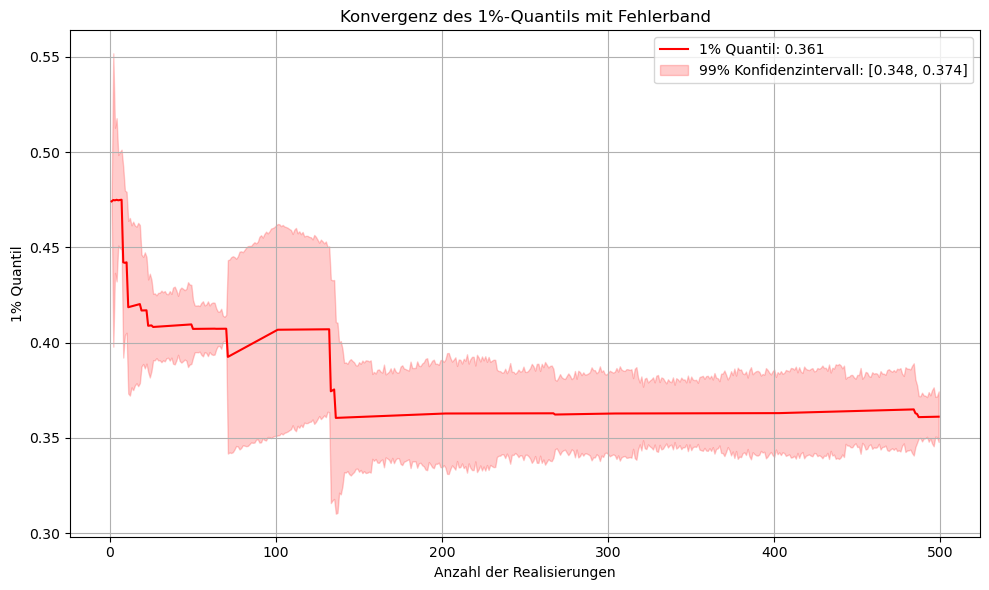 Konvergenz des 1%-Quantils mit Fehlerband
1% Quantil: 0.361
99% Konfidenzintervall: [0.348, 0.374]
1% Quantil
0.55
0.50
0.45
0.40
0.35
0.30
0 100 200 300 400 500
Anzahl der Realisierungen